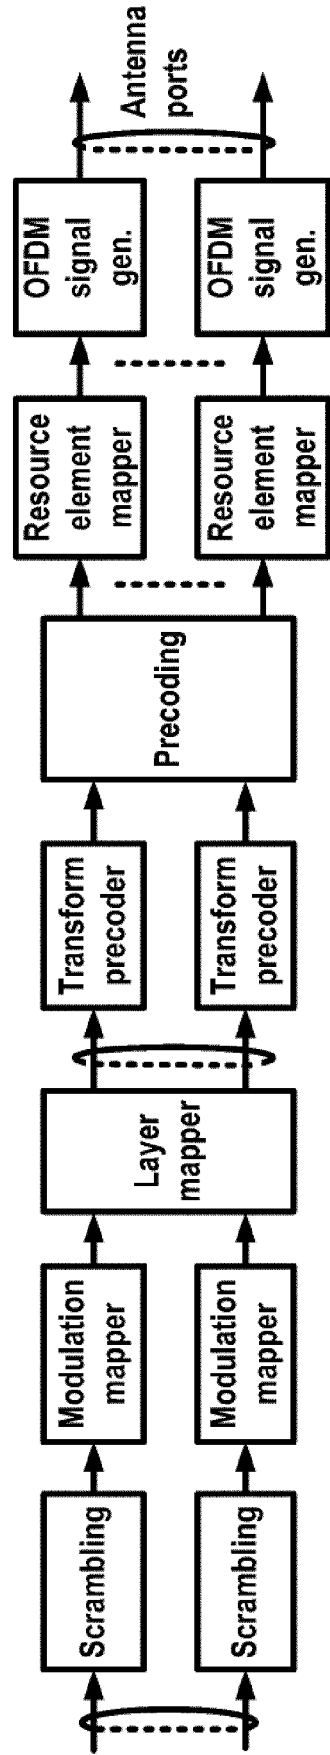 Scrambling
Scrambling
Modulation
mapper
Modulation
mapper
Layer
mapper
Transform
precoder
Transform
precoder
Precoding
Resource
element
mapper
Resource
element
mapper
OFDM
signal
gen.
OFDM
signal
gen.
Antenna
ports